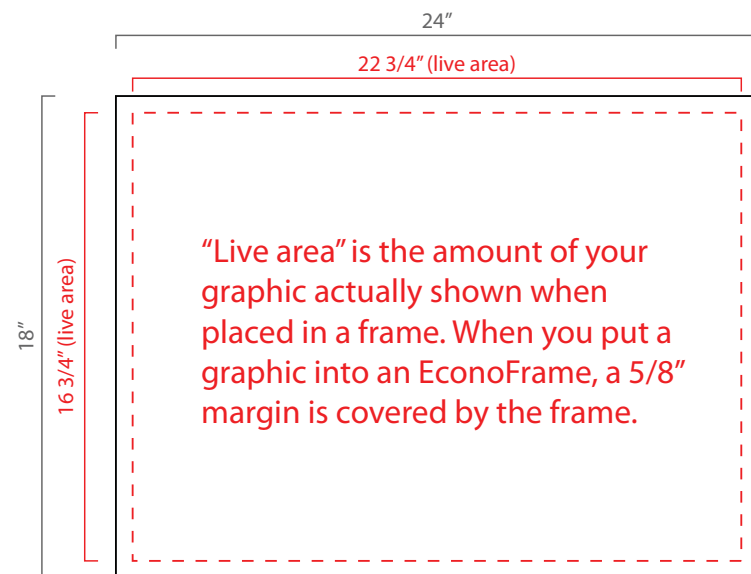 24”
22 3/4” (live area)
18”
16 3/4” (live area)
“Live area” is the amount of your
graphic actually shown when
placed in a frame. When you put a
graphic into an EconoFrame, a 5/8”
margin is covered by the frame.